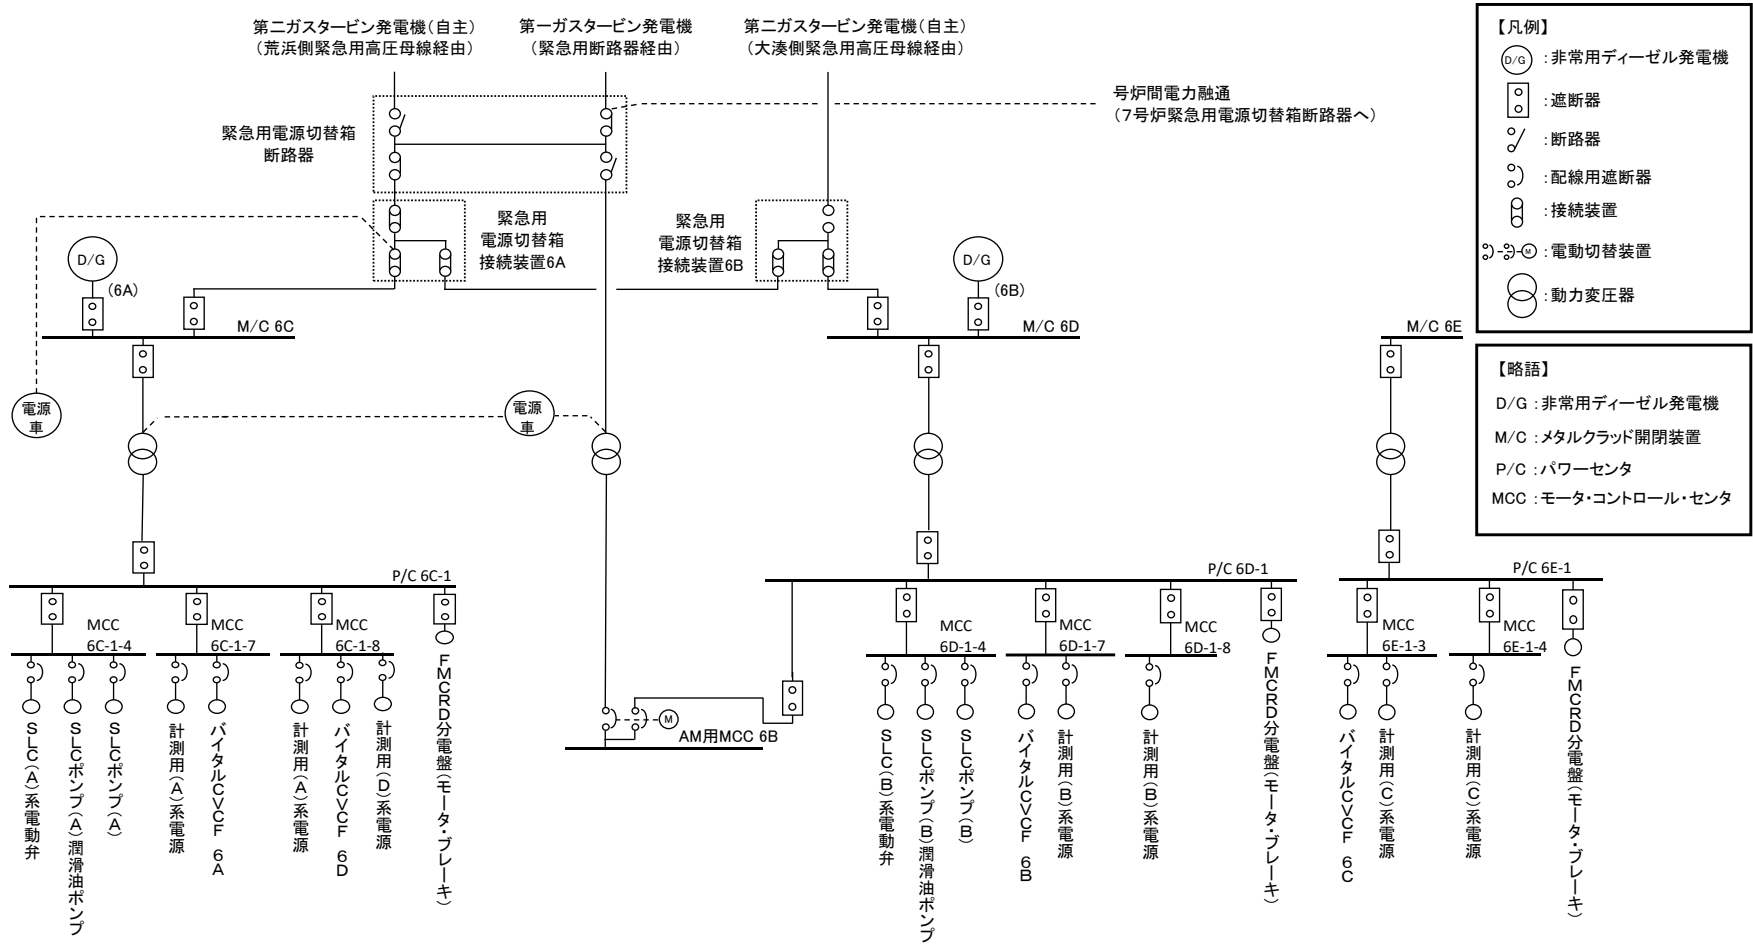 第二ガスタービン発電機（自主）
（荒浜側緊急用高圧母線経由）
第一ガスタービン発電機
（緊急用断路器経由）
第二ガスタービン発電機（自主）
（大湊側緊急用高圧母線経由）
号炉間電力融通
（7号炉緊急用電源切替箱断路器へ）
緊急用電源切替箱
断路器
緊急用
電源切替箱
接続装置6A
緊急用
電源切替箱
接続装置6B
D/G
（6A）
D/G
（6B）
M/C 6C
M/C 6D
M/C 6E
電源
車
電源
車
P/C 6C-1
P/C 6D-1
P/C 6E-1
MCC
6C-1-4
MCC
6C-1-7
MCC
6C-1-8
MCC
6D-1-4
MCC
6D-1-7
MCC
6D-1-8
MCC
6E-1-3
MCC
6E-1-4
M
AM用MCC 6B
SLC（A）系電動弁
SLCポンプ（A）潤滑油ポンプ
SLCポンプ（A）
計測用（A）系電源
バイタルCVCF 6A
計測用（A）系電源
バイタルCVCF 6D
計測用（D）系電源
FMCRD分電盤（モータ・ブレーキ）
SLC（B）系電動弁
SLCポンプ（B）潤滑油ポンプ
SLCポンプ（B）
バイタルCVCF 6B
計測用（B）系電源
計測用（B）系電源
FMCRD分電盤（モータ・ブレーキ）
バイタルCVCF 6C
計測用（C）系電源
計測用（C）系電源
FMCRD分電盤（モータ・ブレーキ）
【凡例】
D/G ：非常用ディーゼル発電機
：遮断器
：断路器
：配線用遮断器
：接続装置
M ：電動切替装置
：動力変圧器
【略語】
D/G ：非常用ディーゼル発電機
M/C ：メタルクラッド開閉装置
P/C ：パワーセンタ
MCC ：モータ・コントロール・センタ